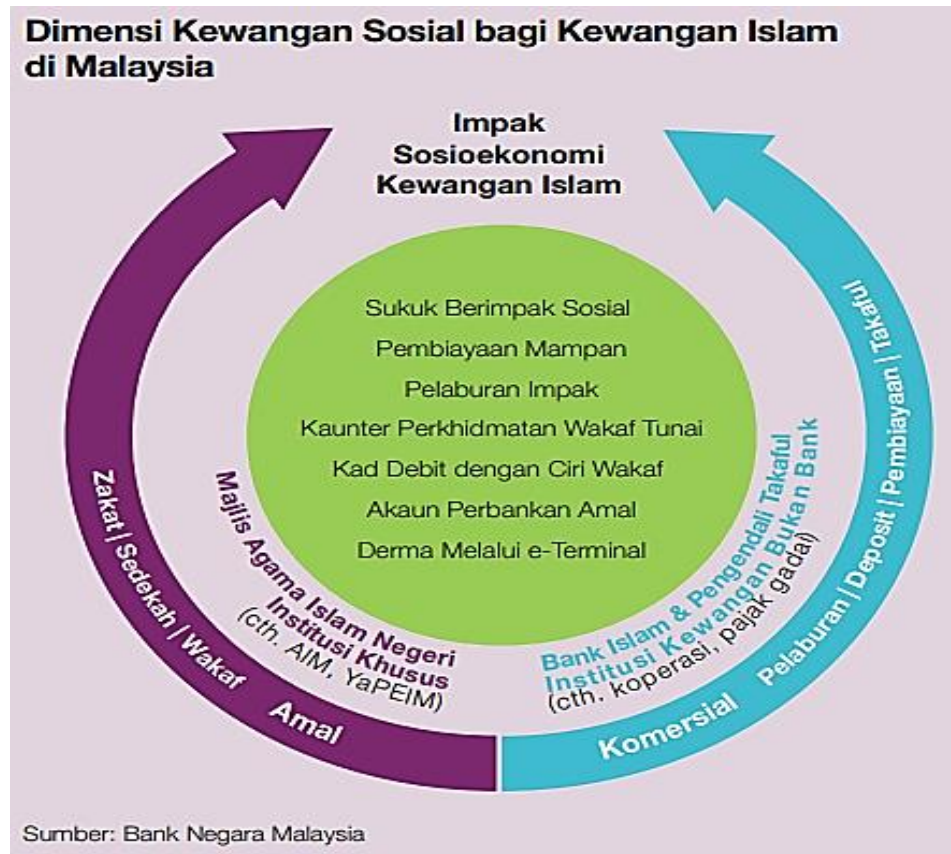 Dimensi Kewangan Sosial bagi Kewangan Islam
di Malaysia
Impak
Sosioekonomi
Kewangan Islam
Sukuk Berimpak Sosial
Pembiayaan Mampan
Pelaburan Impak
Kaunter Perkhidmatan Wakaf Tunai
Kad Debit dengan Ciri Wakaf
Akaun Perbankan Amal
Derma Melalui e-Terminal
Zakat | Sedekah | Wakaf
Amal
Majlis Agama Islam Negeri
Institusi Khusus
(cth. AIM, YaPEIM)
Bank Islam & Pengendali Takaful
Institusi Kewangan Bukan Bank
(cth. koperasi, pajak gadai)
Komersial
Pelaburan | Deposit | Pembiayaan | Takaful
Sumber: Bank Negara Malaysia